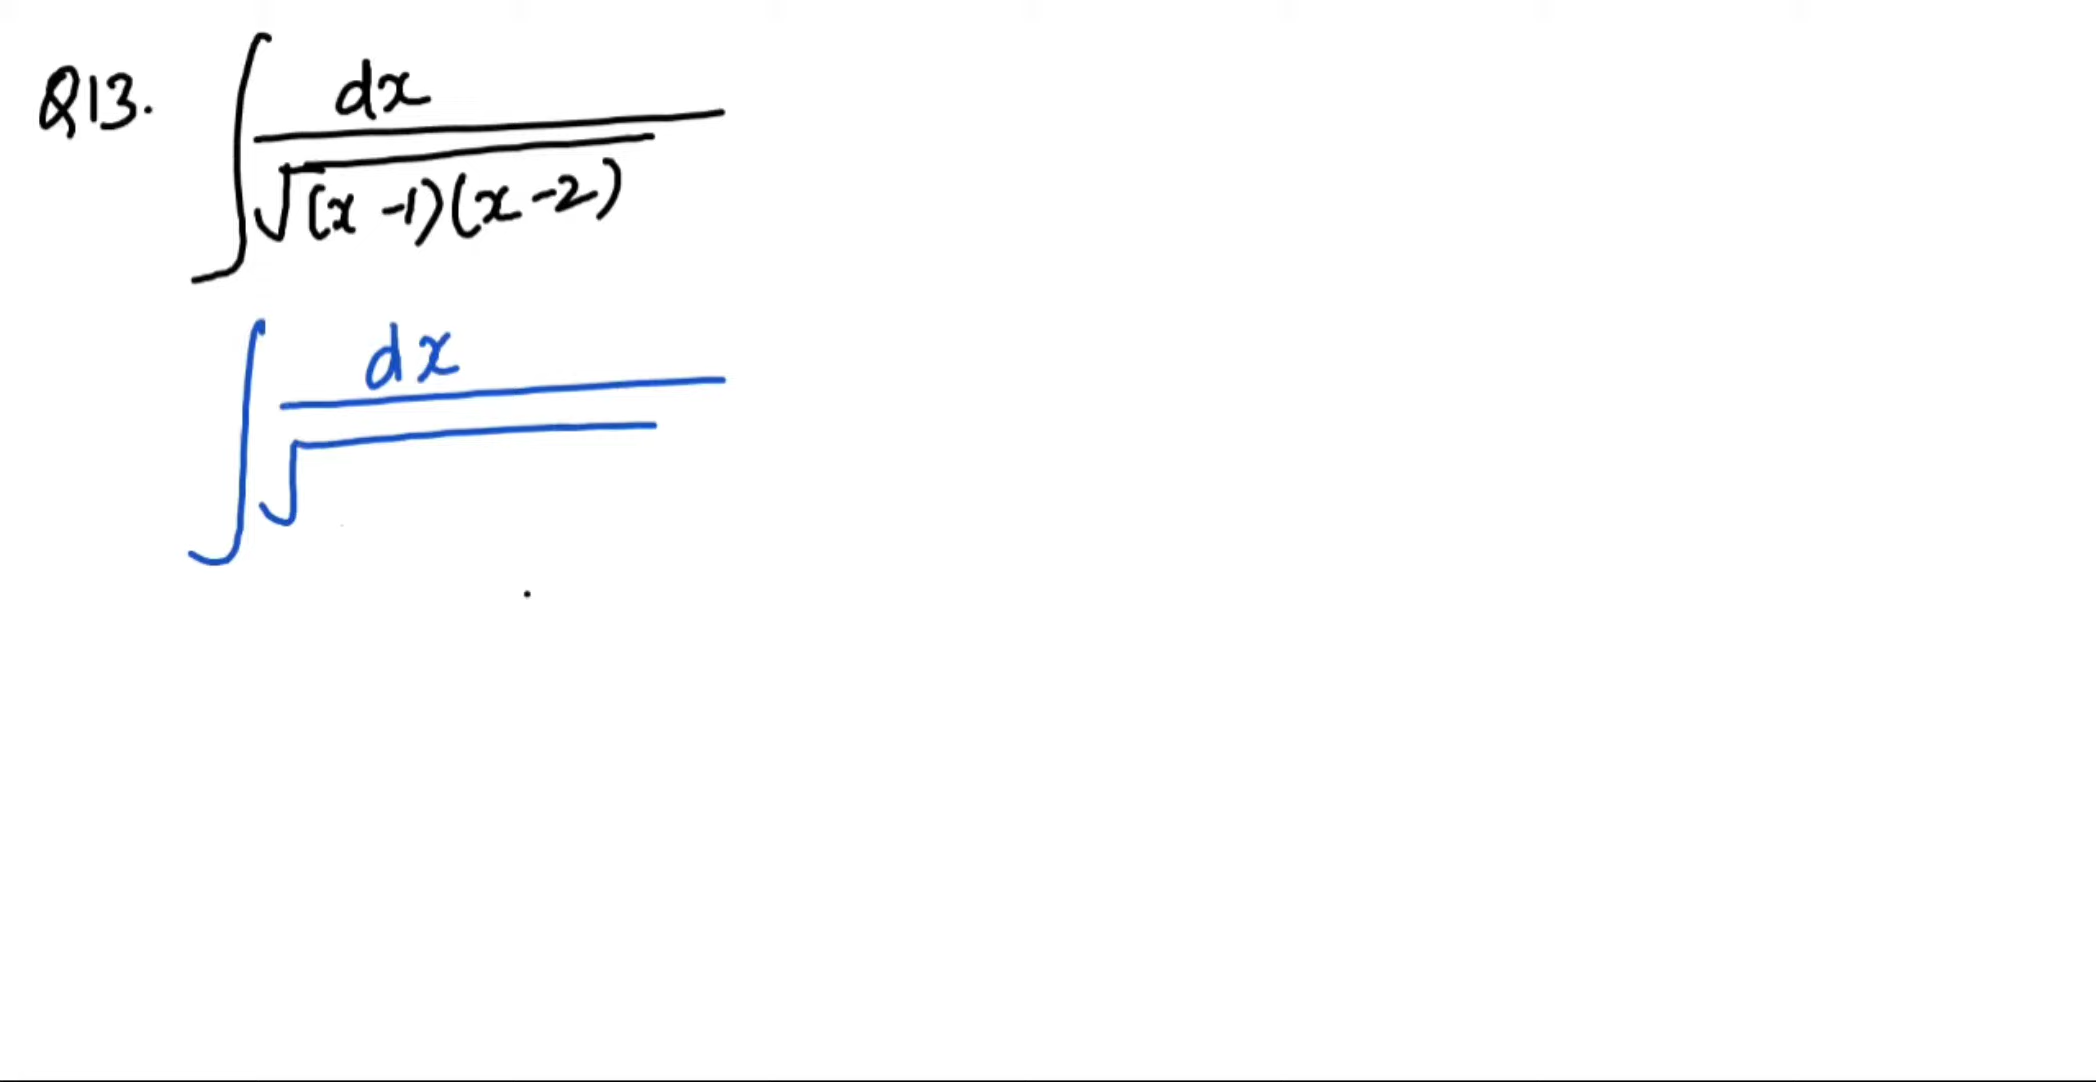 Q13. ∫ dx / √(x-1)(x-2)
∫ dx / √